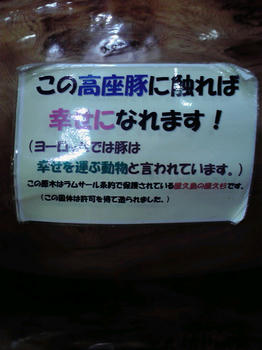 この高座豚に触れば
幸せになれます！
(ヨーロッパでは豚は
幸せを運ぶ動物と言われています。)
この原木はラムサール条約で保護されている屋久島の屋久杉です。
(この固体は許可を得て造られました。)